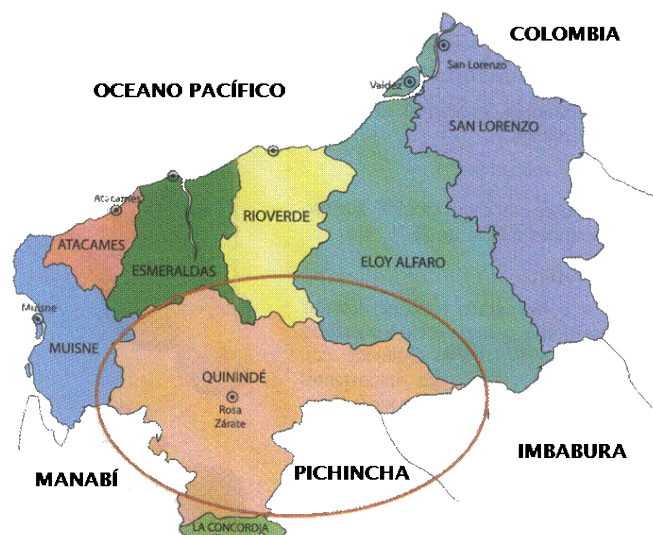 COLOMBIA
San Lorenzo
OCEANO PACÍFICO
Valdez
SAN LORENZO
Atacames
RIOVERDE
ATACAMES
ELOY ALFARO
ESMERALDAS
Muisne
MUISNE
QUININDÉ
Rosa
Zárate
IMBABURA
MANABÍ
PICHINCHA
LA CONCORDIA